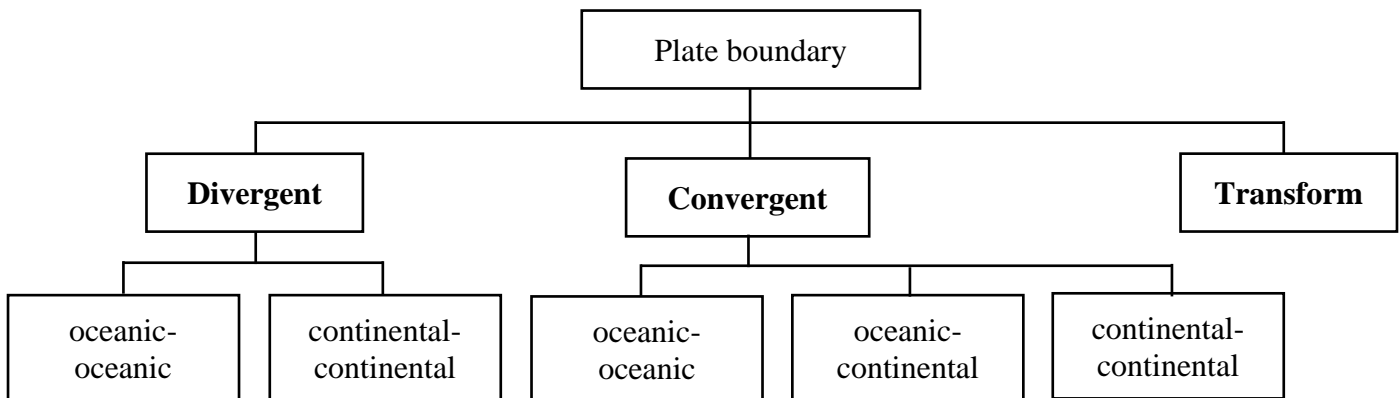 Plate boundary
Divergent
Convergent
Transform
oceanic-
oceanic
continental-
continental
oceanic-
oceanic
oceanic-
continental
continental-
continental